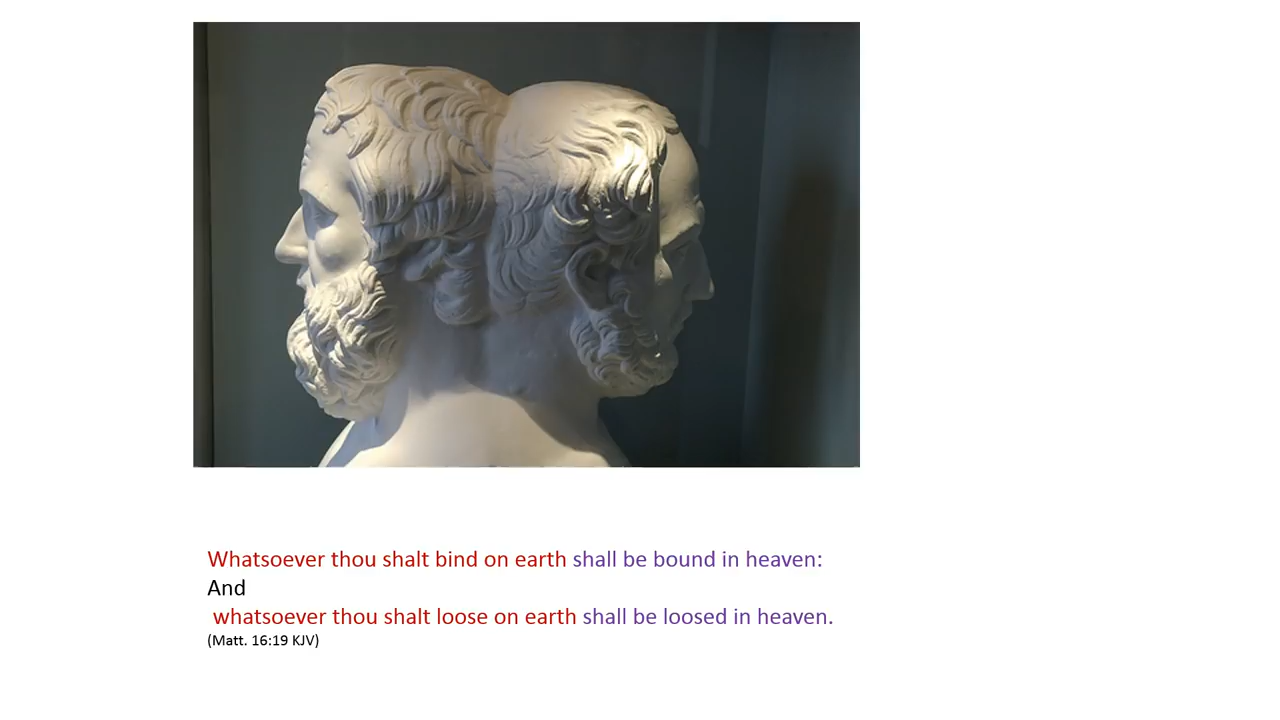 Whatsoever thou shalt bind on earth shall be bound in heaven:
And
whatsoever thou shalt loose on earth shall be loosed in heaven.
(Matt. 16:19 KJV)